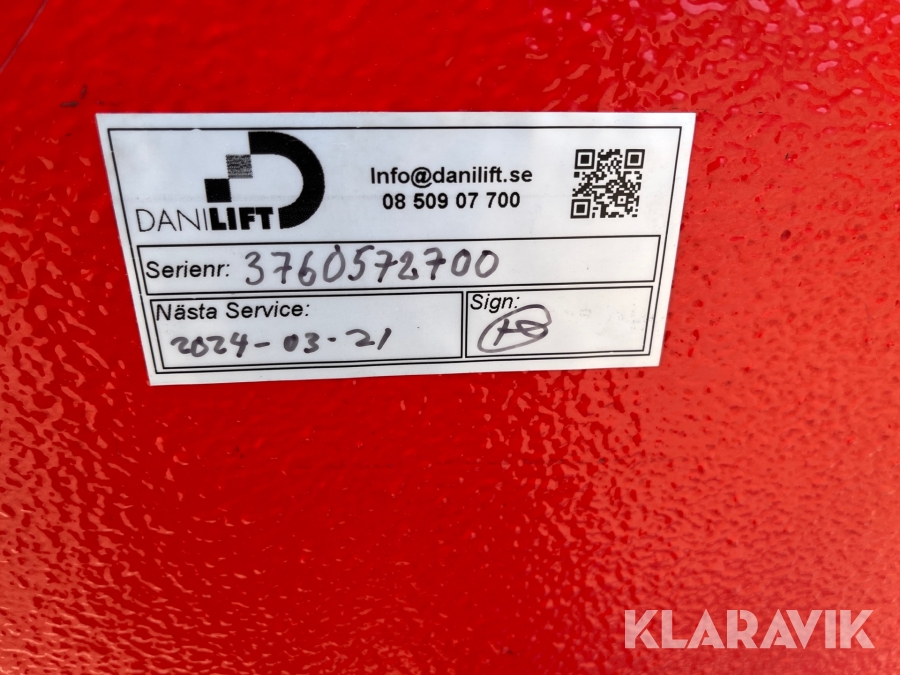 DANILIFT
Info@danilift.se
08 509 07 700
Serienr: 3760572700
Nästa Service:
2024-03-21
Sign:
KLARAVIK